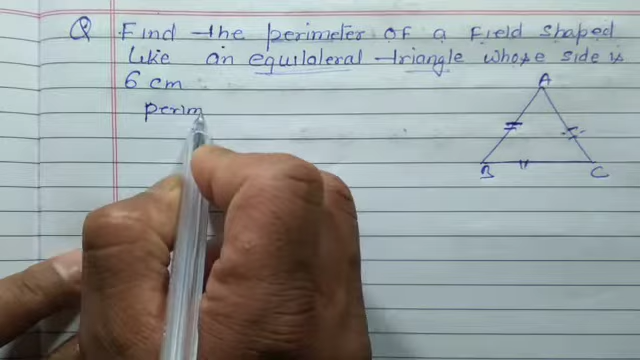 Q Find the perimeter of a field shaped
like an equilateral triangle whose side is
6 cm
perim
A
B
C